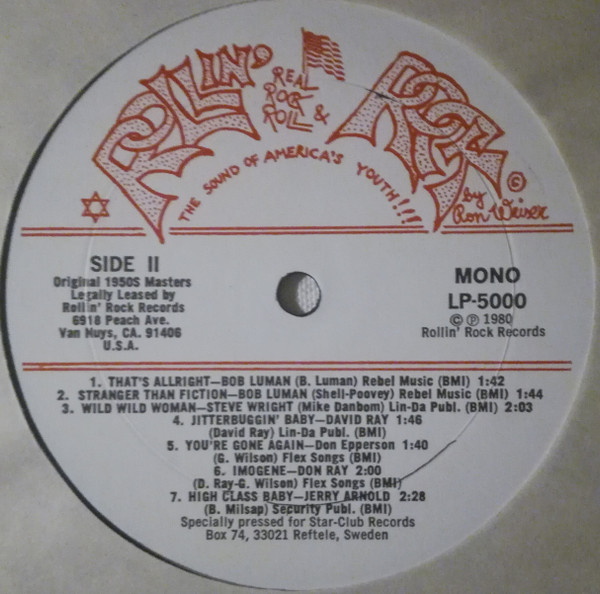 ROLLIN' ROCK
REAL
ROCK
&
ROLL
THE SOUND OF AMERICA'S YOUTH!!!
©
by
Ron Weiser
SIDE II
Original 1950S Masters
Legally Leased by
Rollin' Rock Records
6918 Peach Ave.
Van Nuys, CA. 91406
U.S.A.
MONO
LP-5000
© ℗ 1980
Rollin' Rock Records
1. THAT'S ALLRIGHT—BOB LUMAN (B. Luman) Rebel Music (BMI) 1:42
2. STRANGER THAN FICTION—BOB LUMAN (Shell-Poovey) Rebel Music (BMI) 1:44
3. WILD WILD WOMAN—STEVE WRIGHT (Mike Danbom) Lin-Da Publ. (BMI) 2:03
4. JITTERBUGGIN' BABY—DAVID RAY 1:46
(David Ray) Lin-Da Publ. (BMI)
5. YOU'RE GONE AGAIN—Don Epperson 1:40
(G. Wilson) Flex Songs (BMI)
6. IMOGENE—DON RAY 2:00
(D. Ray-G. Wilson) Flex Songs (BMI)
7. HIGH CLASS BABY—JERRY ARNOLD 2:28
(B. Milsap) Security Publ. (BMI)
Specially pressed for Star-Club Records
Box 74, 33021 Reftele, Sweden